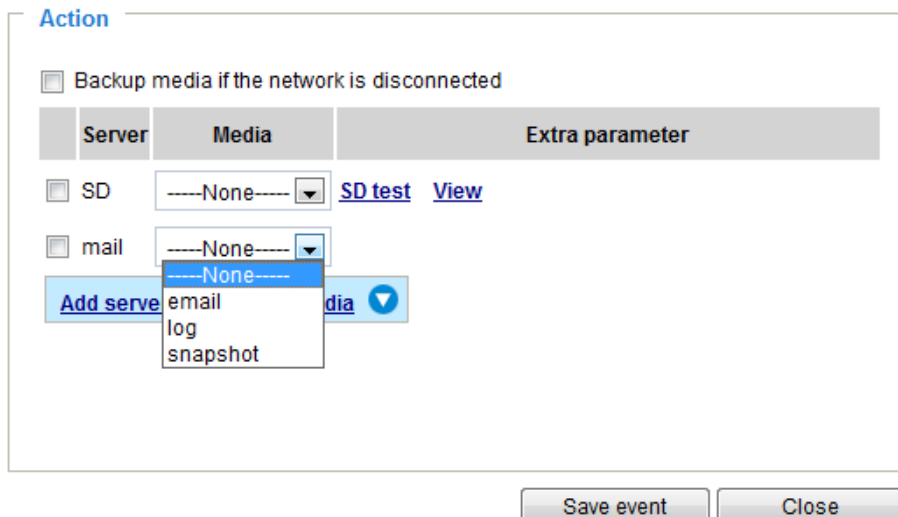 Action
Backup media if the network is disconnected
Server Media Extra parameter
SD -----None----- SD test View
mail -----None-----
-----None-----
Add serve dia
email
log
snapshot
Save event Close